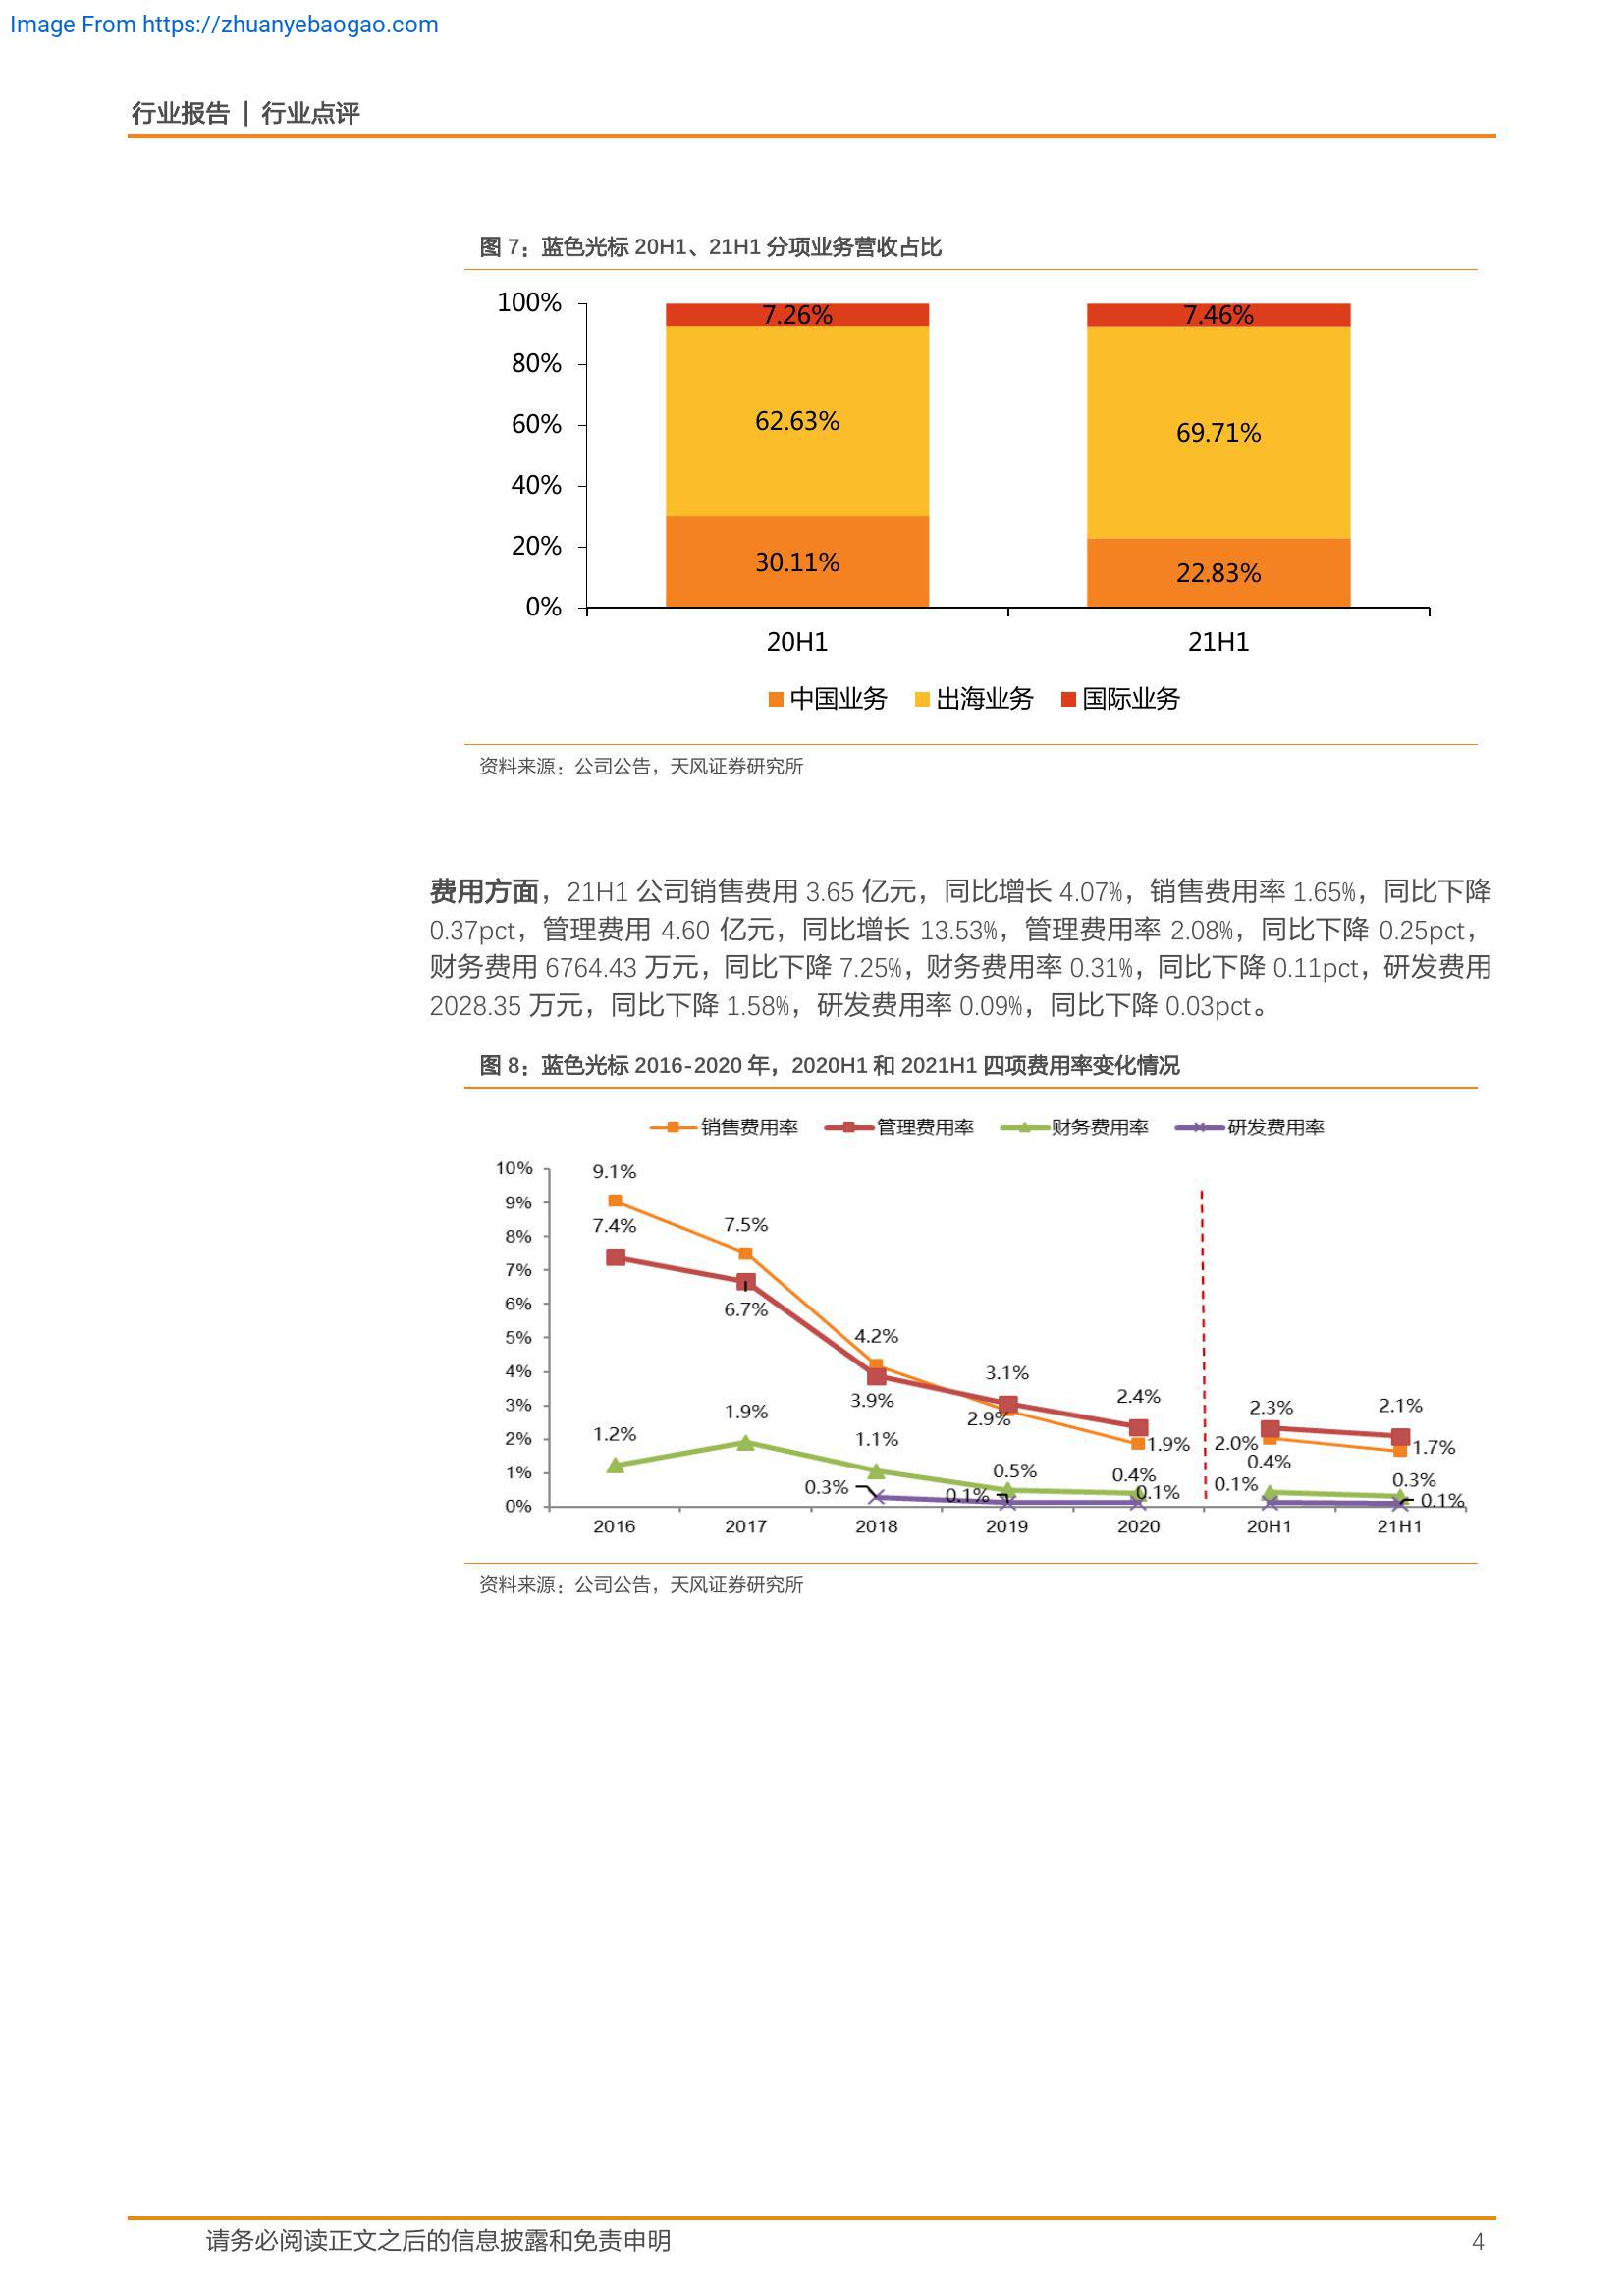 Image From https://zhuanyebaogao.com
行业报告 | 行业点评
图 7：蓝色光标 20H1、21H1 分项业务营收占比
100%
80%
60%
40%
20%
0%
7.26%
62.63%
30.11%
7.46%
69.71%
22.83%
20H1 21H1
中国业务 出海业务 国际业务
资料来源：公司公告，天风证券研究所
费用方面，21H1 公司销售费用 3.65 亿元，同比增长 4.07%，销售费用率 1.65%，同比下降
0.37pct，管理费用 4.60 亿元，同比增长 13.53%，管理费用率 2.08%，同比下降 0.25pct，
财务费用 6764.43 万元，同比下降 7.25%，财务费用率 0.31%，同比下降 0.11pct，研发费用
2028.35 万元，同比下降 1.58%，研发费用率 0.09%，同比下降 0.03pct。
图 8：蓝色光标 2016-2020 年，2020H1 和 2021H1 四项费用率变化情况
销售费用率 管理费用率 财务费用率 研发费用率
10%
9%
8%
7%
6%
5%
4%
3%
2%
1%
0%
9.1% 7.5% 4.2% 2.9% 1.9% 2.0% 1.7%
7.4% 6.7% 3.9% 3.1% 2.4% 2.3% 2.1%
1.2% 1.9% 1.1% 0.5% 0.4% 0.4% 0.3%
0.3% 0.1% 0.1% 0.1% 0.1%
2016 2017 2018 2019 2020 20H1 21H1
资料来源：公司公告，天风证券研究所
请务必阅读正文之后的信息披露和免责申明 4